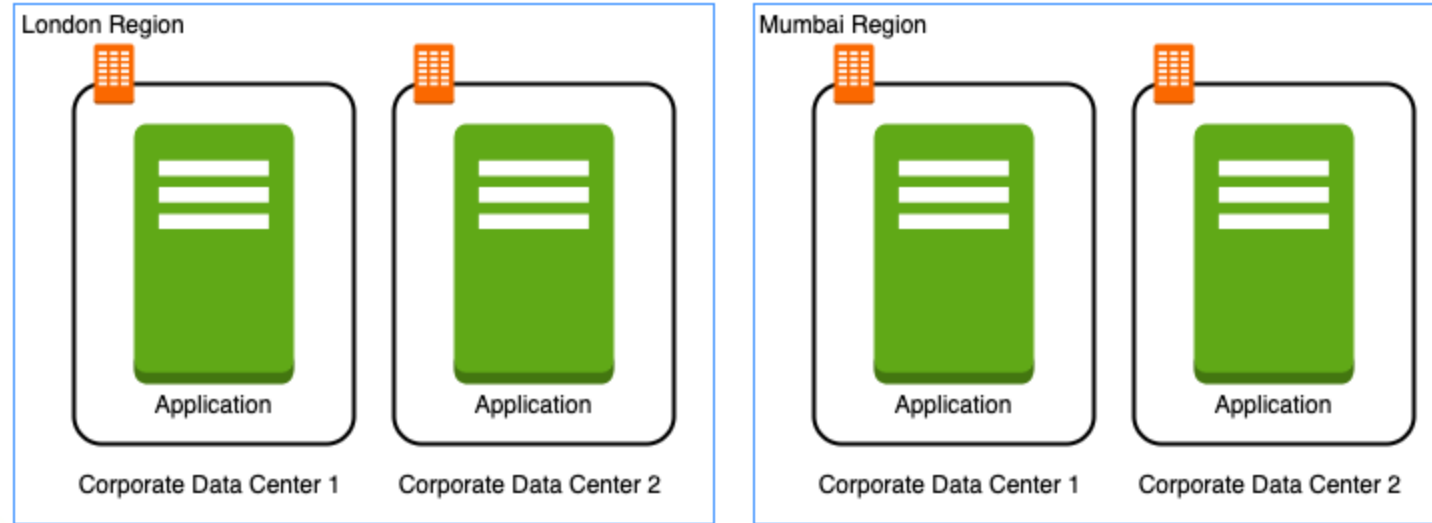 London Region
Application
Application
Corporate Data Center 1
Corporate Data Center 2
Mumbai Region
Application
Application
Corporate Data Center 1
Corporate Data Center 2